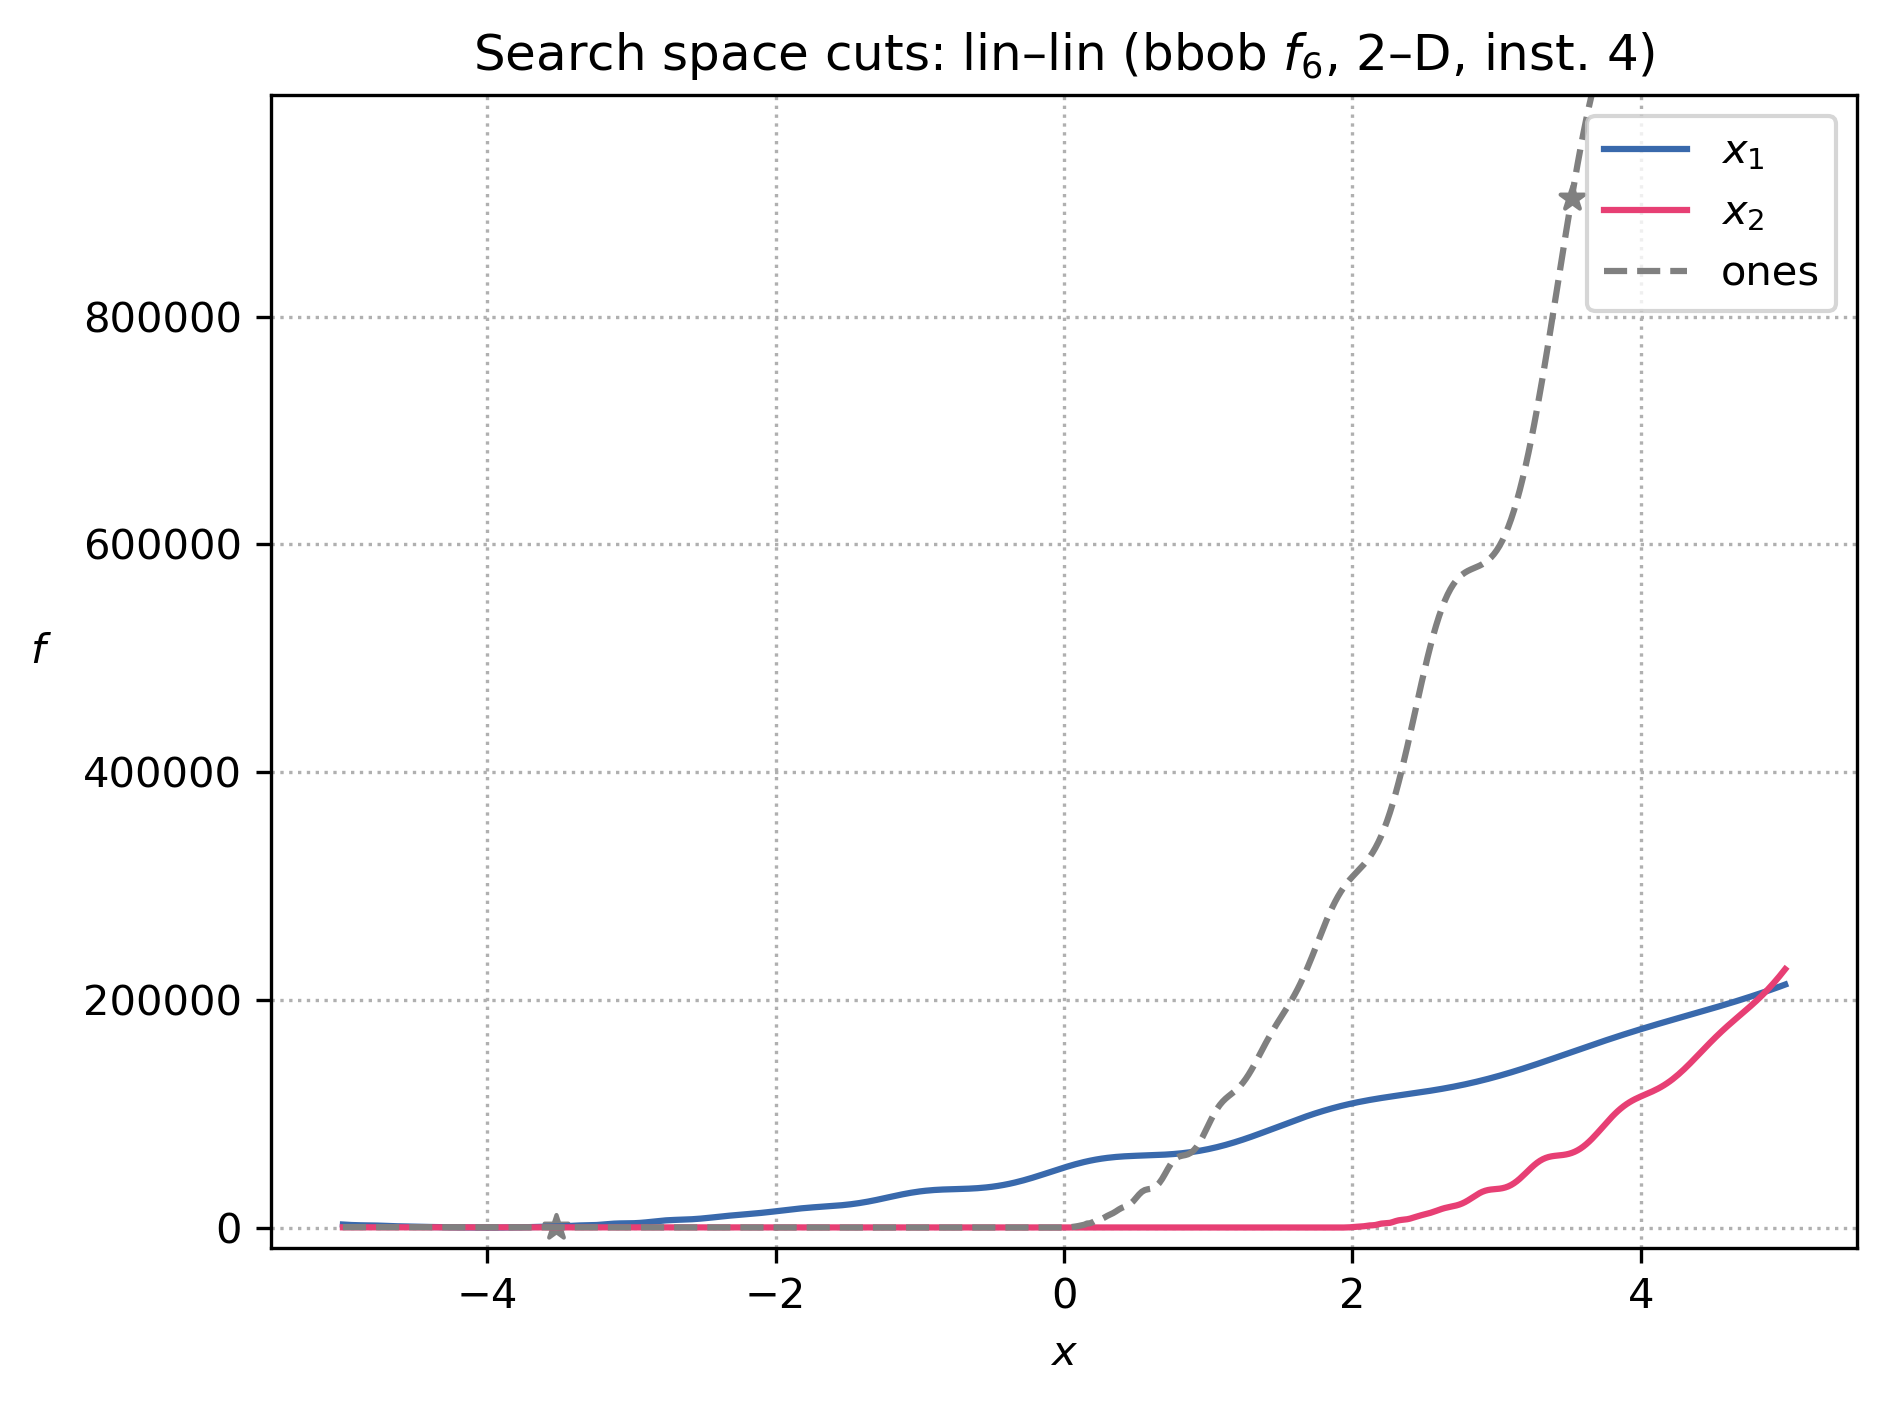 Search space cuts: lin–lin (bbob f₆, 2–D, inst. 4)
x₁
x₂
ones
800000
600000
f
400000
200000
0
−4
−2
0
2
4
x